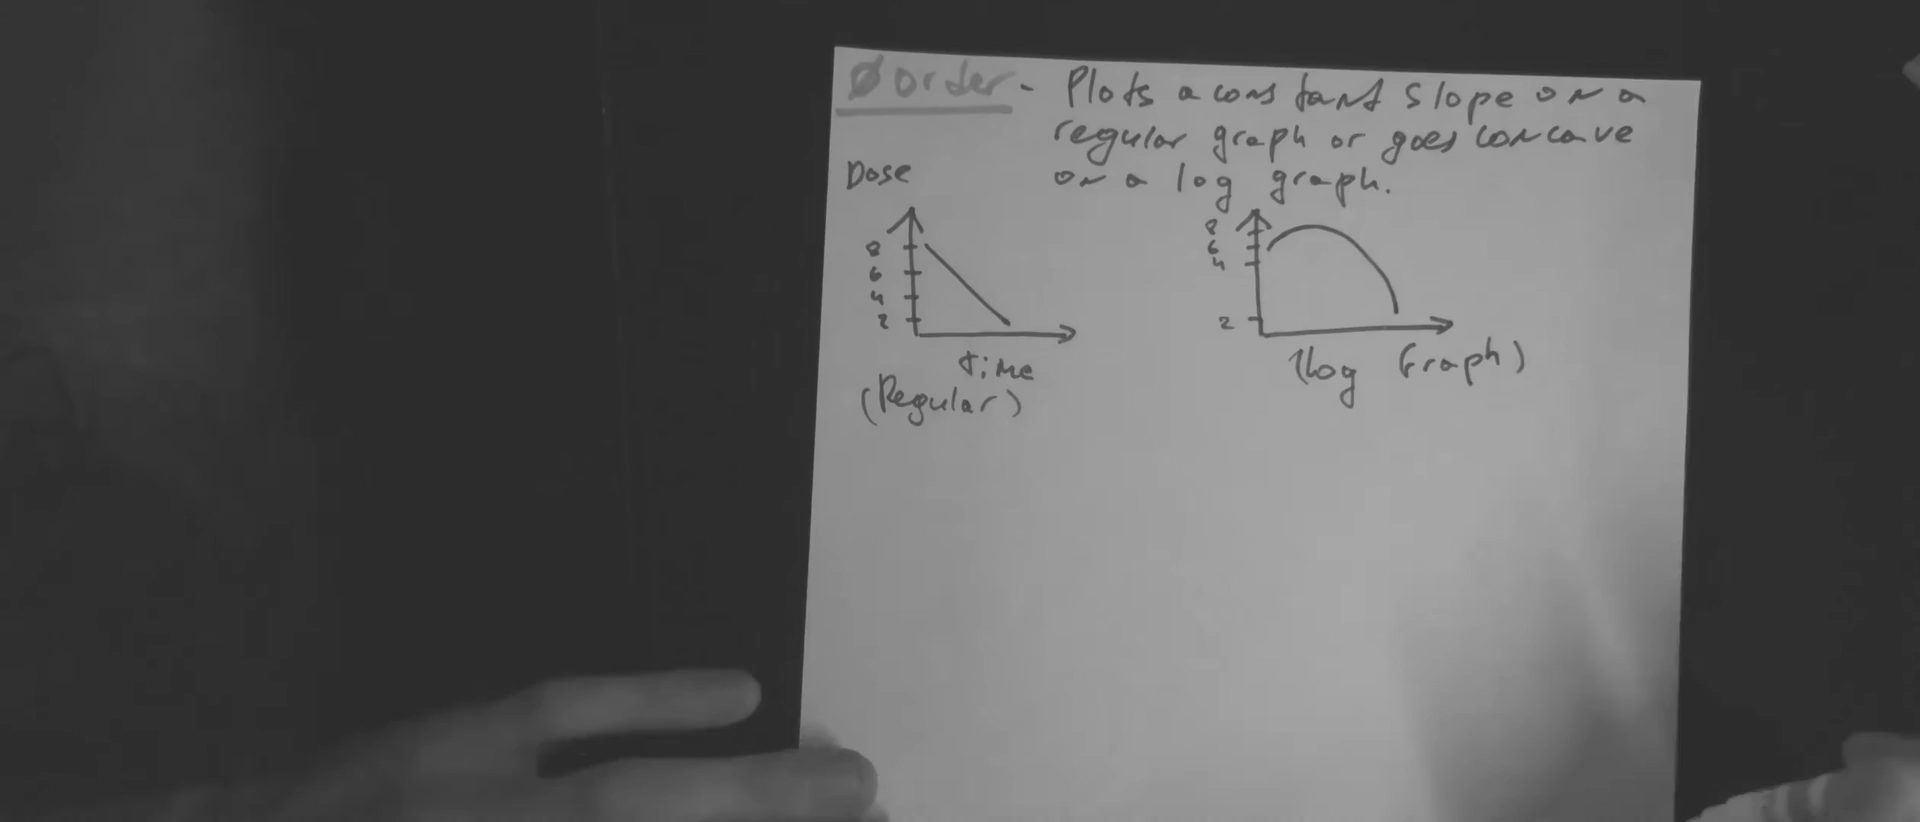 Ø order - Plots a constant slope on a
regular graph or goes concave
on a log graph.
Dose
8
6
4
2
time
(Regular)
8
6
4
2
(log Graph)